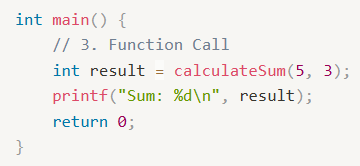 int main() {
    // 3. Function Call
    int result = calculateSum(5, 3);
    printf("Sum: %d\n", result);
    return 0;
}